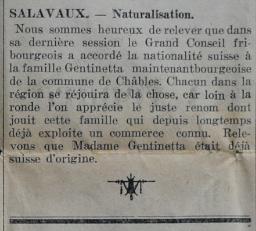 SALAVAUX. — Naturalisation.
Nous sommes heureux de relever que dans
sa dernière session le Grand Conseil fri-
bourgeois a accordé la nationalité suisse à
la famille Gentinetta maintenantbourgeoise
de la commune de Châbles. Chacun dans la
région se réjouira de la chose, car loin à la
ronde l'on apprécie le juste renom dont
jouit cette famille qui depuis longtemps
déjà exploite un commerce connu. Rele-
vons que Madame Gentinetta était déjà
suisse d'origine.